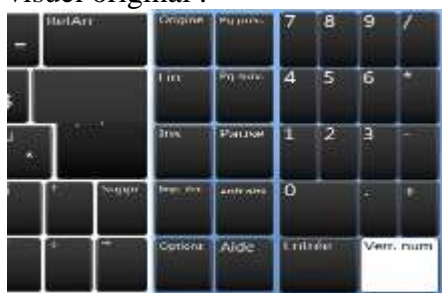 Visuel original :
- RetArr Origine Pg préc. 7 8 9 /
Fin Pg suiv. 4 5 6 *
Ins Pause 1 2 3 -
Suppr 0 . +
Options Aide Entrée Verr. num